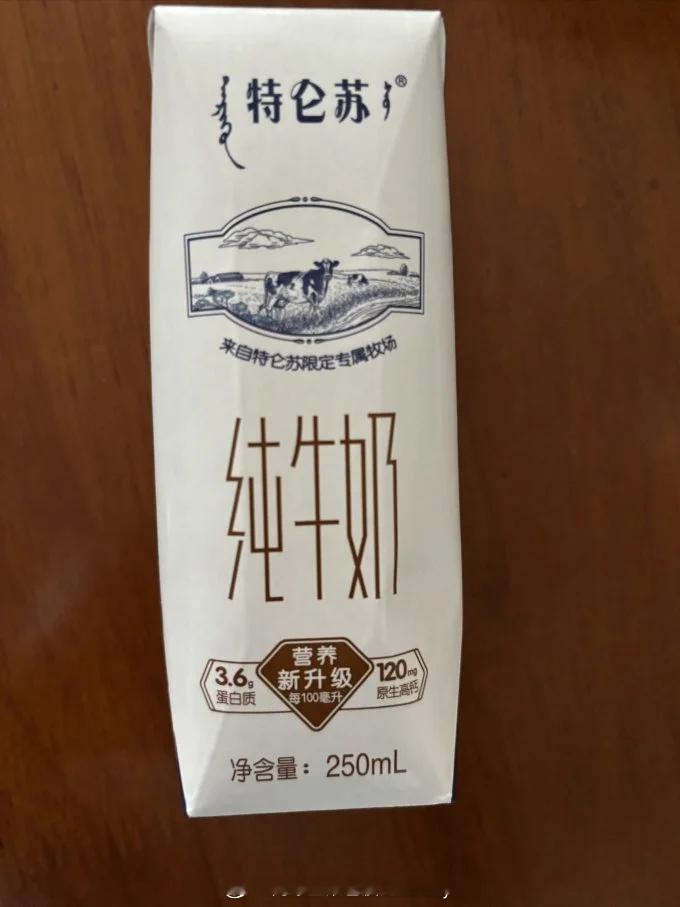 特仑苏®
来自特仑苏限定专属牧场
纯牛奶
3.6g
蛋白质
营养
新升级
每100毫升
120mg
原生高钙
净含量：250mL